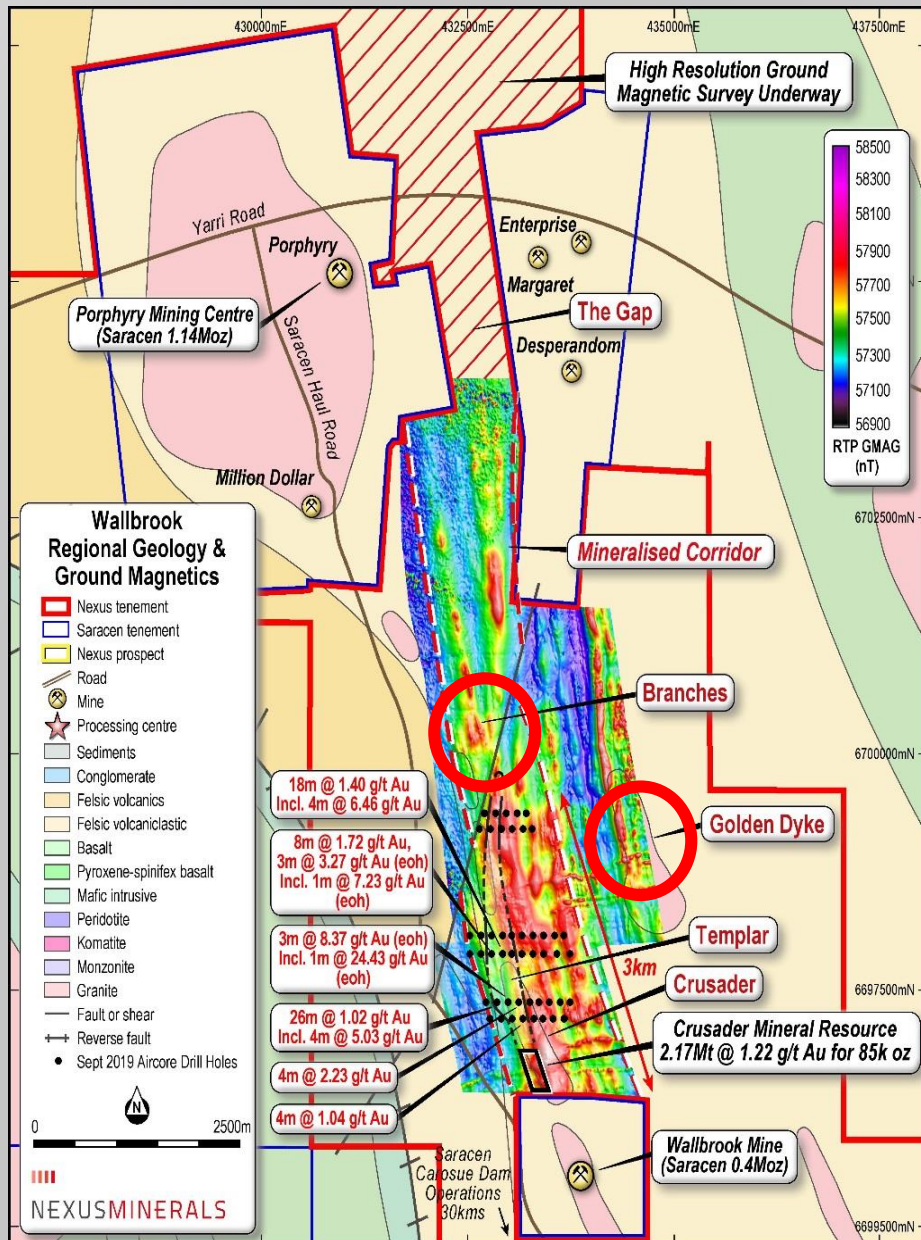 430000mE
432500mE
435000mE
437500mE
High Resolution Ground
Magnetic Survey Underway
58500
58300
58100
57900
57700
57500
57300
57100
56900
RTP GMAG
(nT)
Yarri Road
Porphyry
Enterprise
Margaret
Porphyry Mining Centre
(Saracen 1.14Moz)
The Gap
Saracen Haul Road
Desperandom
Million Dollar
6702500mN
Mineralised Corridor
Wallbrook
Regional Geology &
Ground Magnetics
Nexus tenement
Saracen tenement
Nexus prospect
Road
Mine
Processing centre
Sediments
Conglomerate
Felsic volcanics
Felsic volcaniclastic
Basalt
Pyroxene-spinifex basalt
Mafic intrusive
Peridotite
Komatite
Monzonite
Granite
Fault or shear
Reverse fault
Sept 2019 Aircore Drill Holes
N
0
2500m
NEXUSMINERALS
Branches
6700000mN
18m @ 1.40 g/t Au
Incl. 4m @ 6.46 g/t Au
Golden Dyke
8m @ 1.72 g/t Au,
3m @ 3.27 g/t Au (eoh)
Incl. 1m @ 7.23 g/t Au
(eoh)
3m @ 8.37 g/t Au (eoh)
Incl. 1m @ 24.43 g/t Au
(eoh)
Templar
3km
Crusader
6697500mN
26m @ 1.02 g/t Au
Incl. 4m @ 5.03 g/t Au
Crusader Mineral Resource
2.17Mt @ 1.22 g/t Au for 85k oz
4m @ 2.23 g/t Au
4m @ 1.04 g/t Au
Saracen
Carosue Dam
Operations
30kms
Wallbrook Mine
(Saracen 0.4Moz)
6699500mN